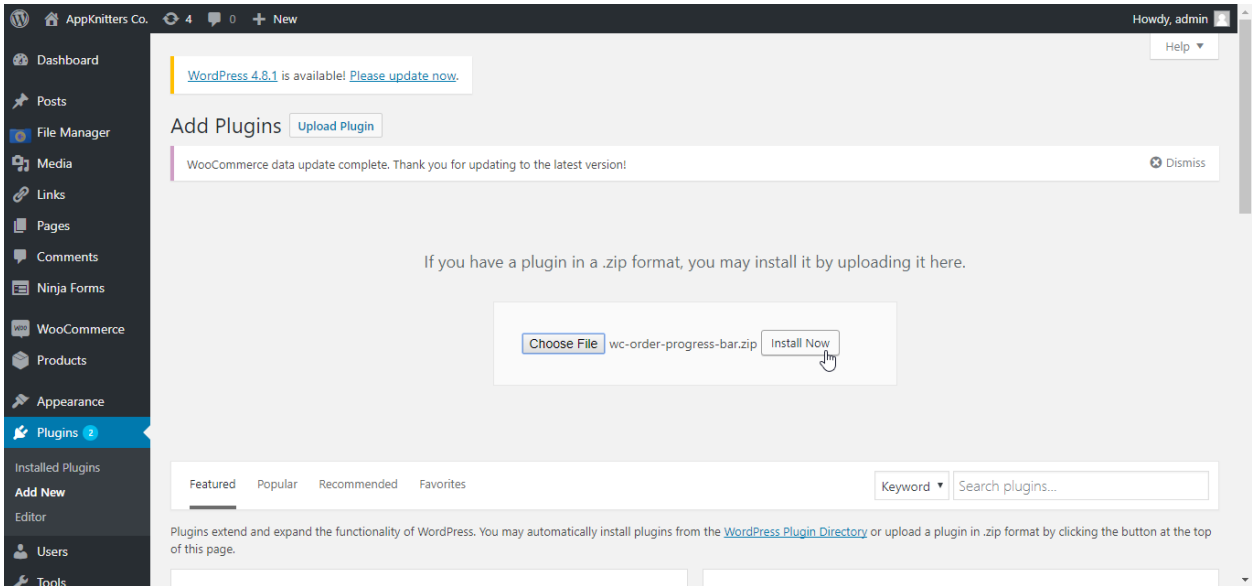 AppKnitters Co. 4 0 New Howdy, admin
Help ▼
Dashboard
Posts
File Manager
Media
Links
Pages
Comments
Ninja Forms
WooCommerce
Products
Appearance
Plugins 2
Installed Plugins
Add New
Editor
Users
Tools
WordPress 4.8.1 is available! Please update now.
Add Plugins Upload Plugin
WooCommerce data update complete. Thank you for updating to the latest version! Dismiss
If you have a plugin in a .zip format, you may install it by uploading it here.
Choose File wc-order-progress-bar.zip Install Now
Featured Popular Recommended Favorites Keyword ▼ Search plugins...
Plugins extend and expand the functionality of WordPress. You may automatically install plugins from the WordPress Plugin Directory or upload a plugin in .zip format by clicking the button at the top
of this page.